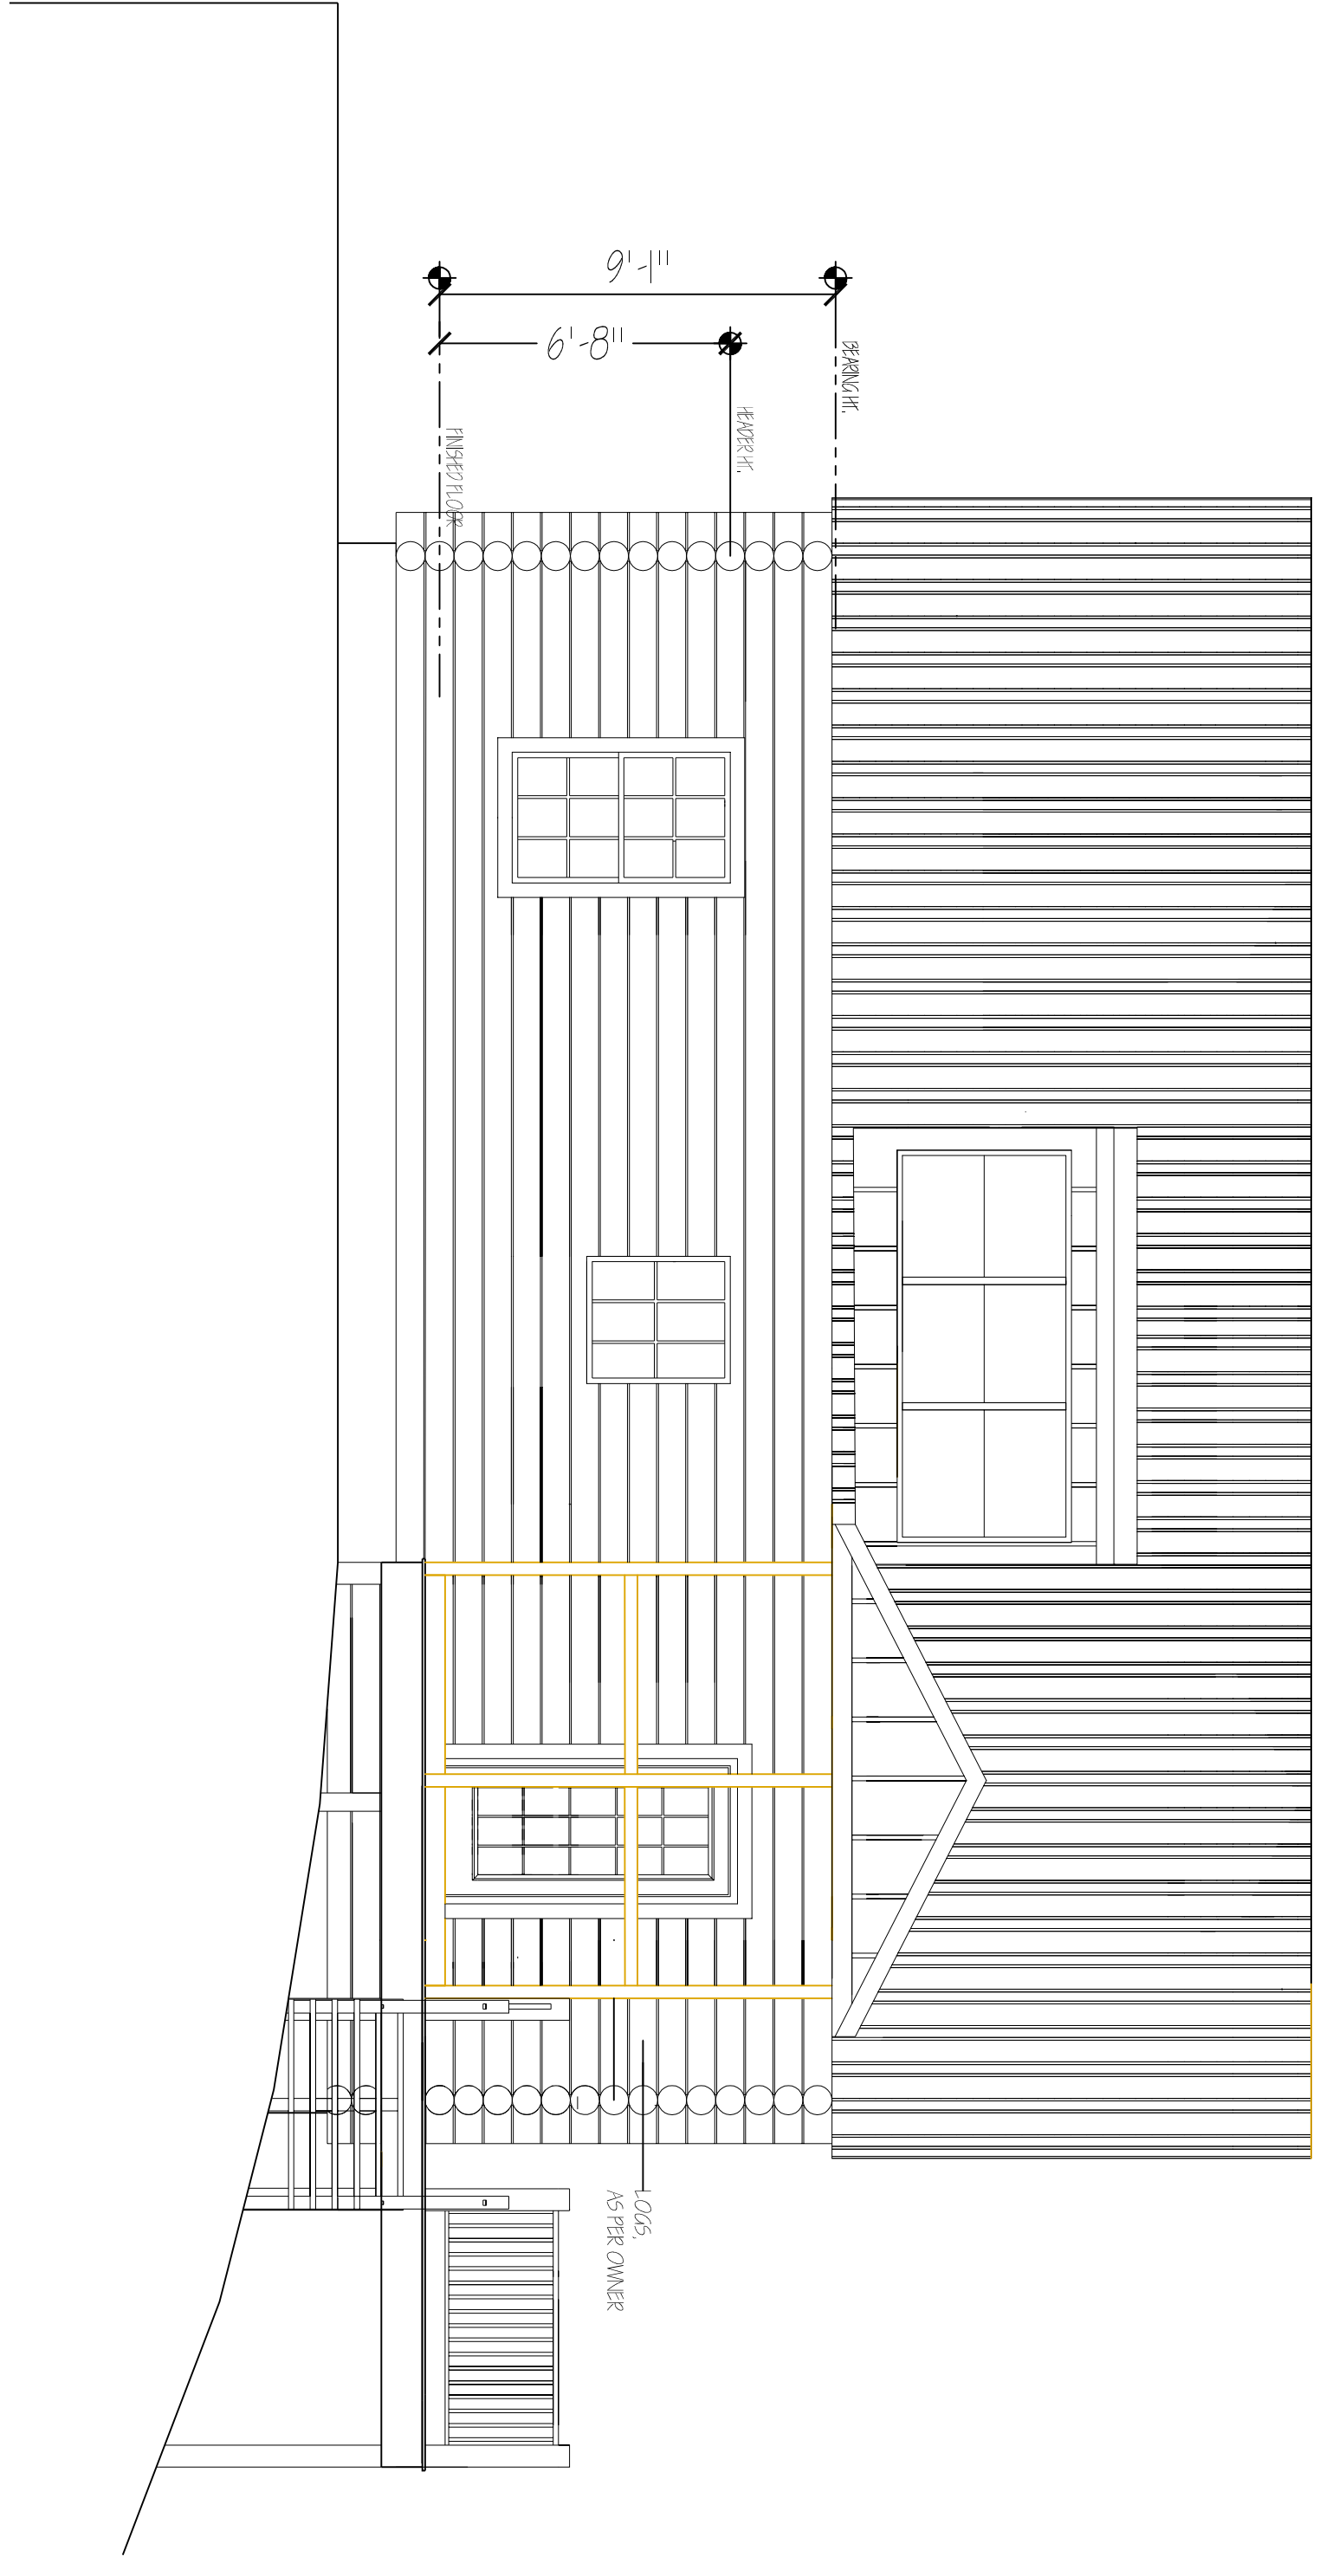 BEARING HT.
9'-1"
HEADER HT.
6'-8"
FINISHED FLOOR
LOGS,
AS PER OWNER